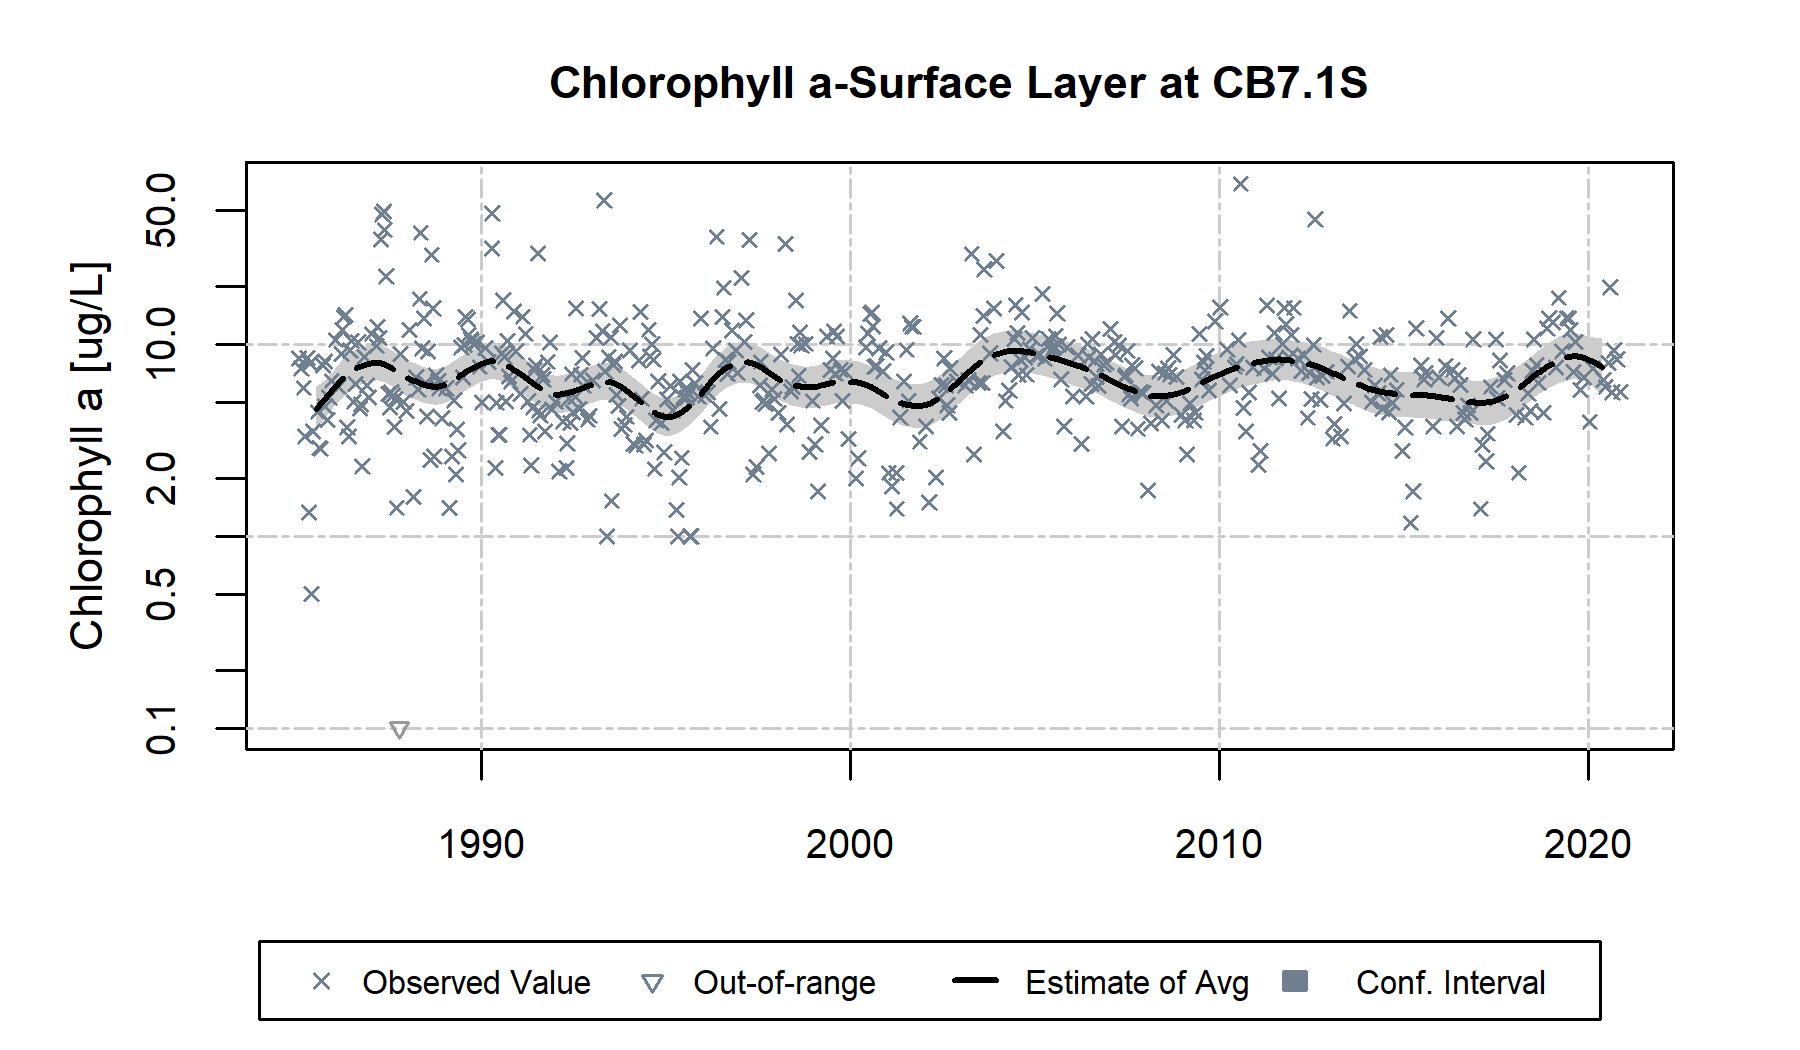 Chlorophyll a-Surface Layer at CB7.1S
Chlorophyll a [ug/L]
50.0
10.0
2.0
0.5
0.1
1990 2000 2010 2020
Observed Value Out-of-range Estimate of Avg Conf. Interval